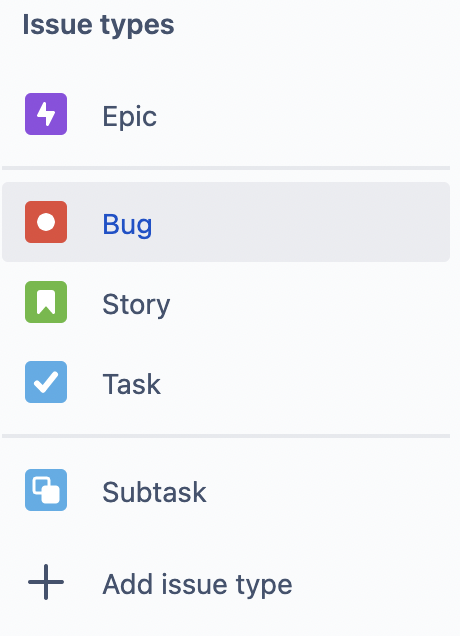 Issue types
Epic
Bug
Story
Task
Subtask
Add issue type